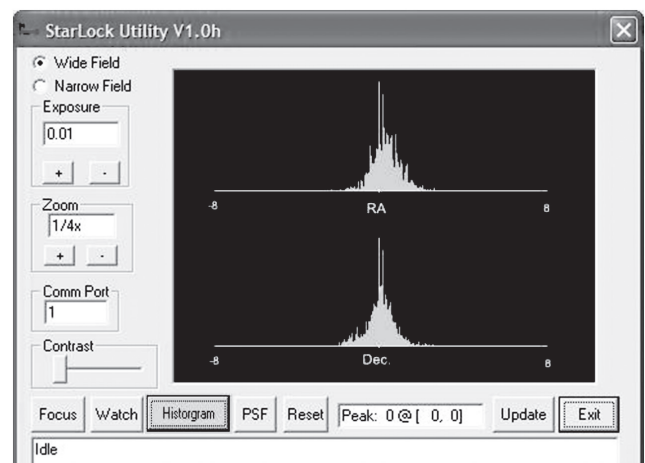 StarLock Utility V1.0h
Wide Field
Narrow Field
Exposure
0.01
+ -
Zoom
1/4x
+ -
Comm Port
1
Contrast
-8 RA 8
-8 Dec. 8
Focus Watch Historgram PSF Reset Peak: 0 @ [ 0, 0] Update Exit
Idle